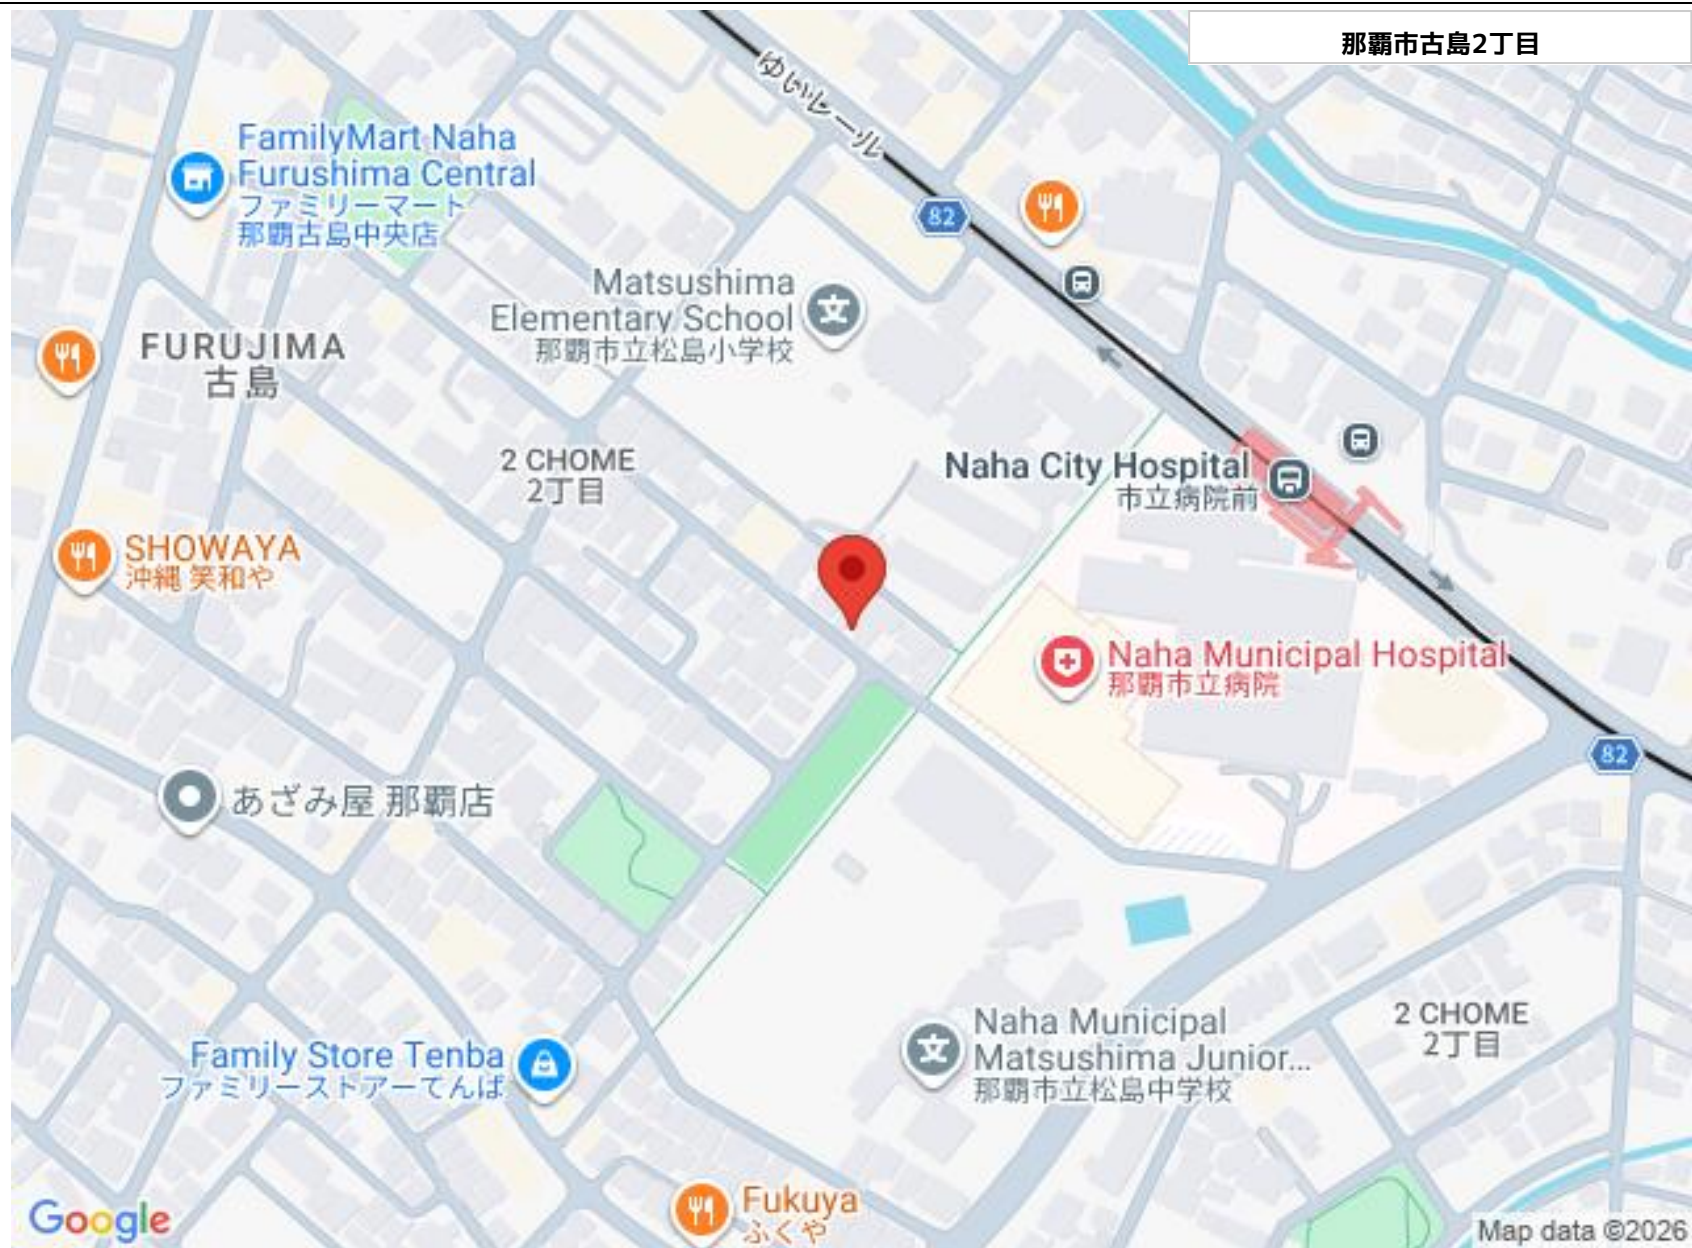 那覇市古島2丁目
ゆいレール
FamilyMart Naha
Furushima Central
ファミリーマート
那覇古島中央店
82
Matsushima
Elementary School
那覇市立松島小学校
FURUJIMA
古島
2 CHOME
2丁目
Naha City Hospital
市立病院前
SHOWAYA
沖縄 笑和や
Naha Municipal Hospital
那覇市立病院
82
あざみ屋 那覇店
Naha Municipal
Matsushima Junior...
那覇市立松島中学校
2 CHOME
2丁目
Family Store Tenba
ファミリーストアーてんば
Fukuya
ふくや
Google
Map data ©2026